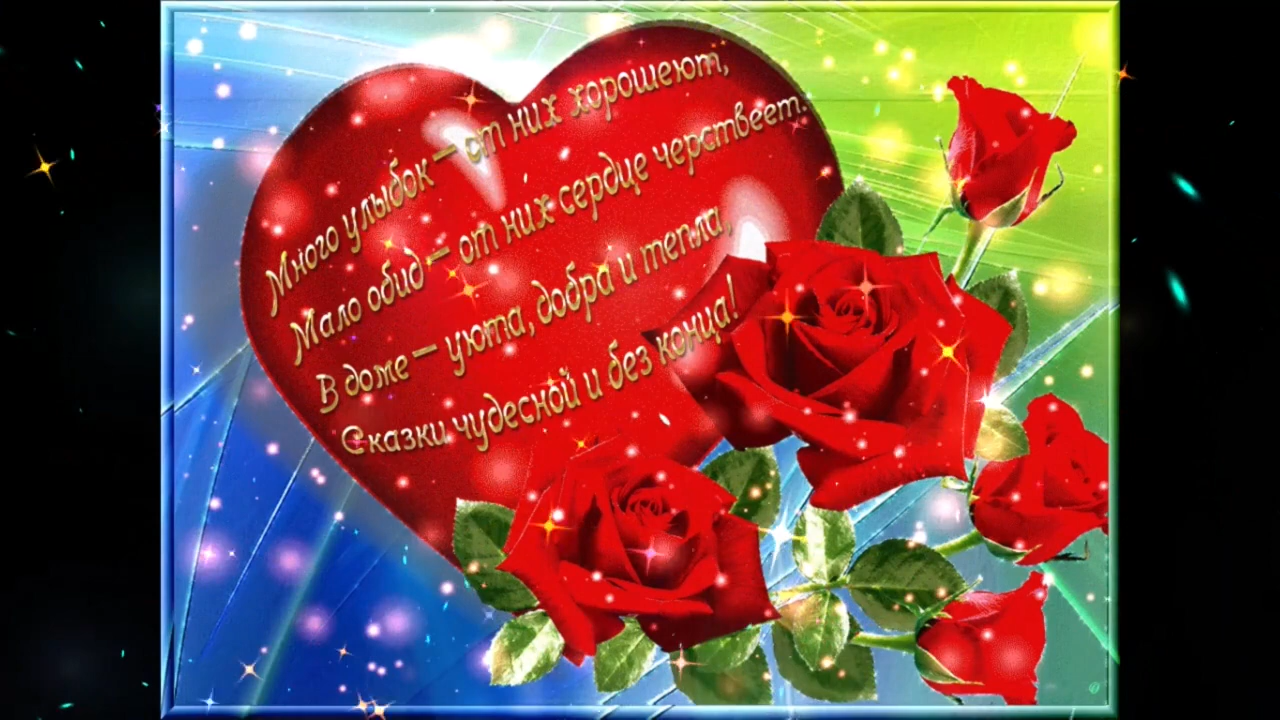 Много улыбок – от них хорошеют,
Мало обид – от них сердце черствеет.
В доме – уюта, добра и тепла,
Сказки чудесной и без конца!